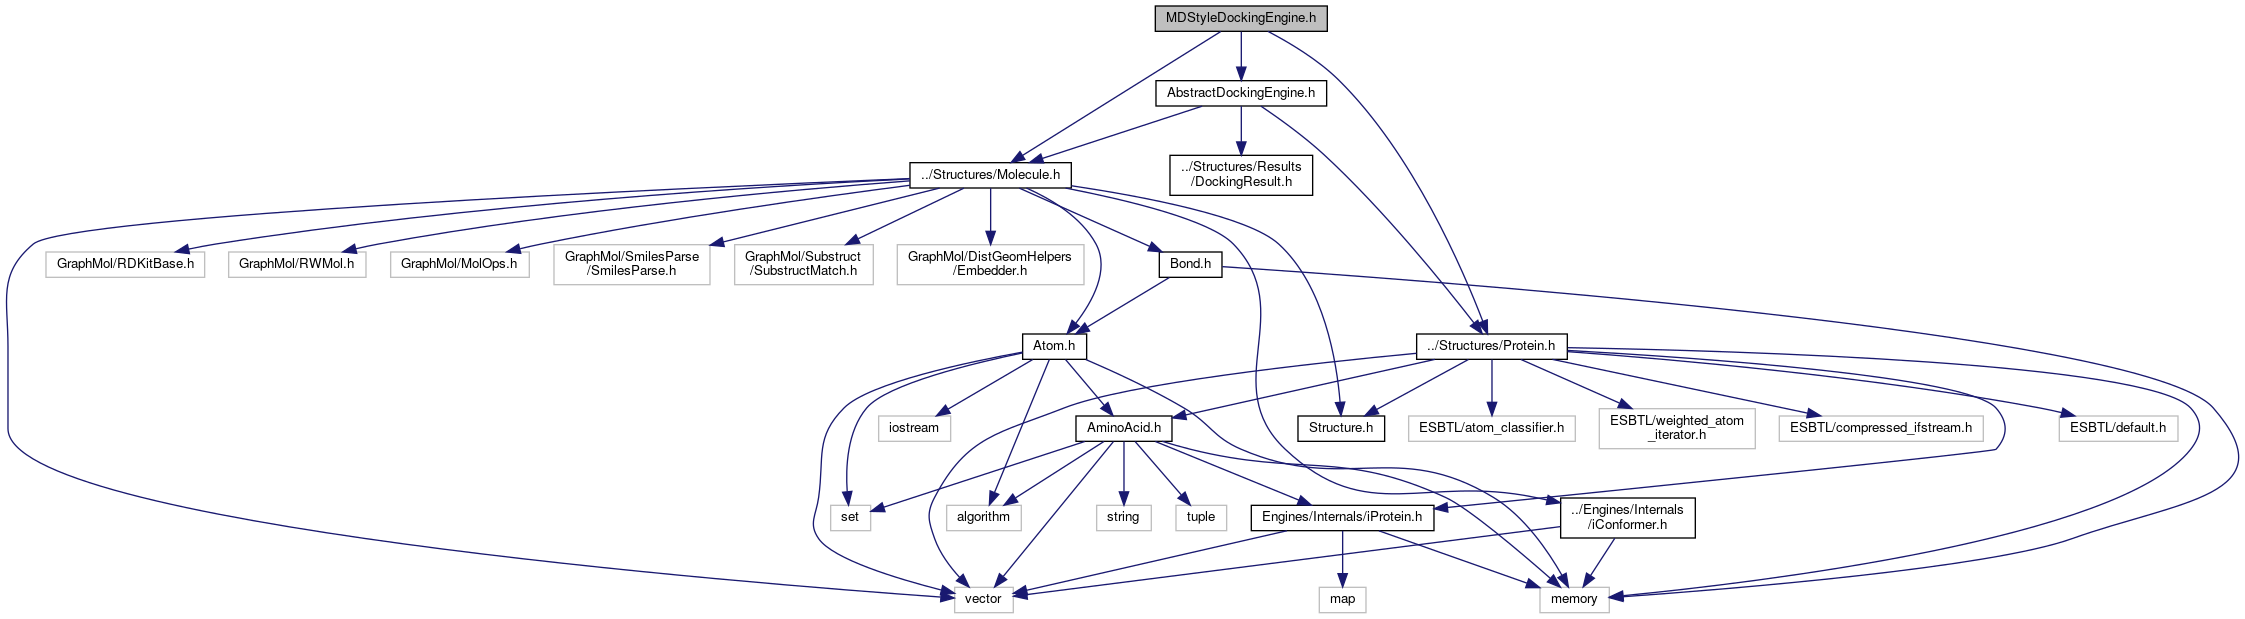 MDStyleDockingEngine.h
AbstractDockingEngine.h
../Structures/Molecule.h
../Structures/Results
/DockingResult.h
GraphMol/RDKitBase.h
GraphMol/RWMol.h
GraphMol/MolOps.h
GraphMol/SmilesParse
/SmilesParse.h
GraphMol/Substruct
/SubstructMatch.h
GraphMol/DistGeomHelpers
/Embedder.h
Bond.h
Atom.h
../Structures/Protein.h
iostream
AminoAcid.h
Structure.h
ESBTL/atom_classifier.h
ESBTL/weighted_atom
_iterator.h
ESBTL/compressed_ifstream.h
ESBTL/default.h
set
algorithm
string
tuple
Engines/Internals/iProtein.h
../Engines/Internals
/iConformer.h
vector
map
memory